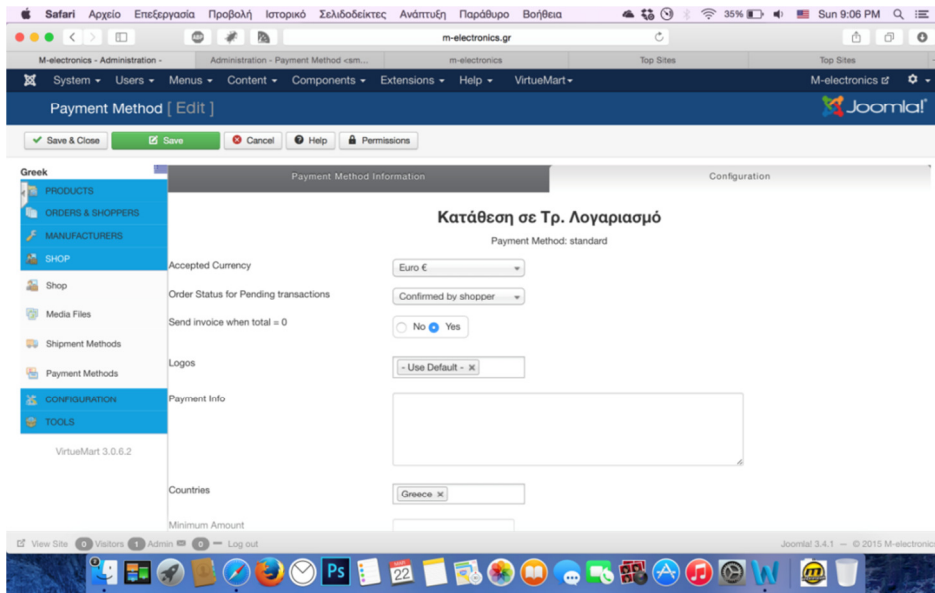 Safari Αρχείο Επεξεργασία Προβολή Ιστορικό Σελιδοδείκτες Ανάπτυξη Παράθυρο Βοήθεια 35% Sun 9:06 PM
ABP m-electronics.gr
M-electronics - Administration - Administration - Payment Method <sm... m-electronics Top Sites Top Sites
System Users Menus Content Components Extensions Help VirtueMart M-electronics
Payment Method [ Edit ] Joomla!
Save & Close Save Cancel Help Permissions
Greek
Payment Method Information Configuration
PRODUCTS
ORDERS & SHOPPERS
MANUFACTURERS
SHOP
Shop
Media Files
Shipment Methods
Payment Methods
CONFIGURATION
TOOLS
VirtueMart 3.0.6.2
Κατάθεση σε Τρ. Λογαριασμό
Payment Method: standard
Accepted Currency Euro €
Order Status for Pending transactions Confirmed by shopper
Send invoice when total = 0 No Yes
Logos - Use Default - ×
Payment Info
Countries Greece ×
Minimum Amount
View Site 0 Visitors 1 Admin 0 Log out Joomla! 3.4.1 — © 2015 M-electronic
Ps 22